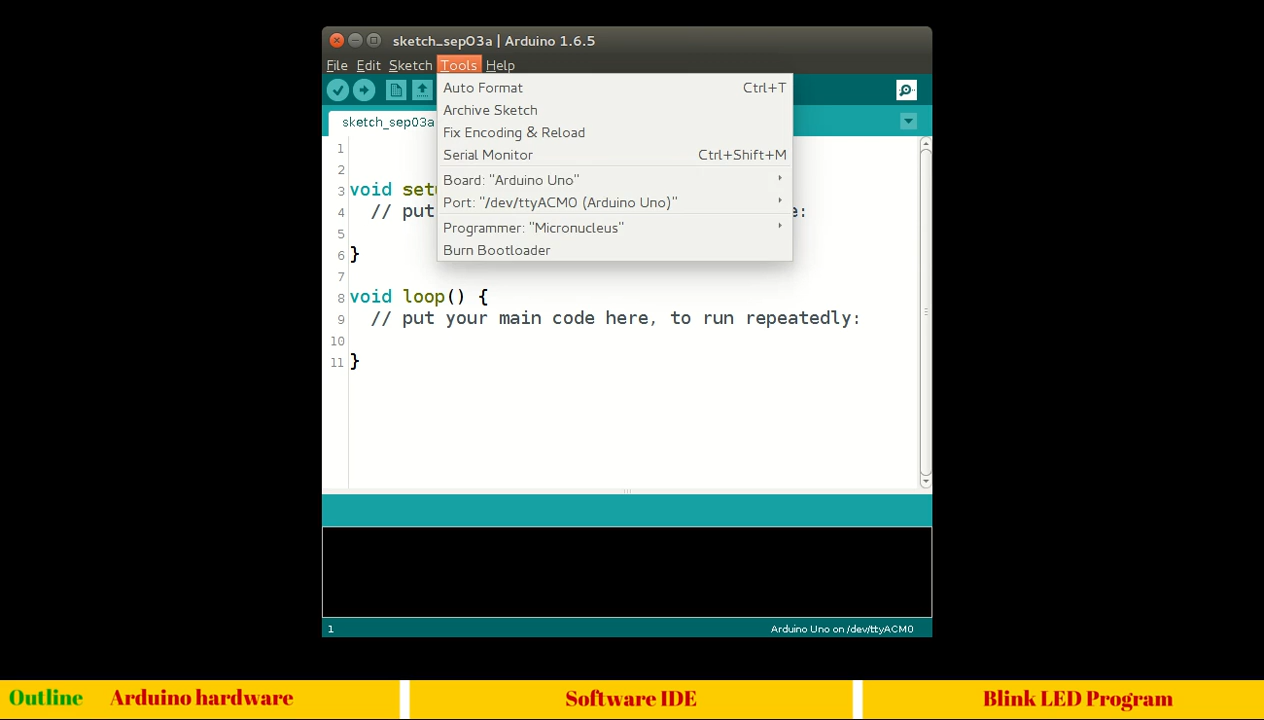 sketch_sep03a | Arduino 1.6.5
File Edit Sketch Tools Help
Auto Format Ctrl+T
Archive Sketch
Fix Encoding & Reload
Serial Monitor Ctrl+Shift+M
Board: "Arduino Uno"
Port: "/dev/ttyACM0 (Arduino Uno)"
Programmer: "Micronucleus"
Burn Bootloader
sketch_sep03a
1
2
3 void setu
4 // put e:
5
6 }
7
8 void loop() {
9 // put your main code here, to run repeatedly:
10
11 }
1 Arduino Uno on /dev/ttyACM0
Outline Arduino hardware Software IDE Blink LED Program